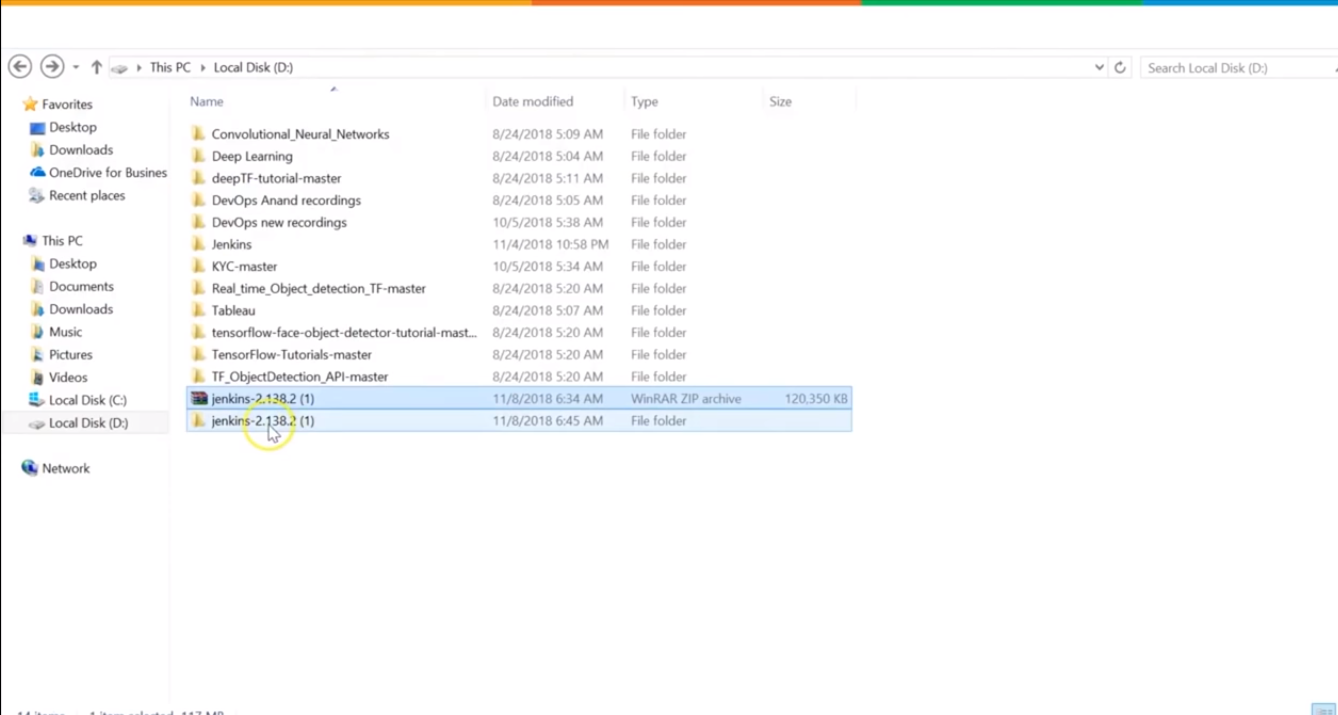 This PC Local Disk (D:) Search Local Disk (D:)
Name Date modified Type Size
Favorites
Desktop
Downloads
OneDrive for Busines
Recent places
This PC
Desktop
Documents
Downloads
Music
Pictures
Videos
Local Disk (C:)
Local Disk (D:)
Network
Convolutional_Neural_Networks 8/24/2018 5:09 AM File folder
Deep Learning 8/24/2018 5:04 AM File folder
deepTF-tutorial-master 8/24/2018 5:11 AM File folder
DevOps Anand recordings 8/24/2018 5:05 AM File folder
DevOps new recordings 10/5/2018 5:38 AM File folder
Jenkins 11/4/2018 10:58 PM File folder
KYC-master 10/5/2018 5:34 AM File folder
Real_time_Object_detection_TF-master 8/24/2018 5:20 AM File folder
Tableau 8/24/2018 5:07 AM File folder
tensorflow-face-object-detector-tutorial-mast... 8/24/2018 5:20 AM File folder
TensorFlow-Tutorials-master 8/24/2018 5:20 AM File folder
TF_ObjectDetection_API-master 8/24/2018 5:20 AM File folder
jenkins-2.138.2 (1) 11/8/2018 6:34 AM WinRAR ZIP archive 120,350 KB
jenkins-2.138.2 (1) 11/8/2018 6:45 AM File folder
14 items 1 item selected 117 MB